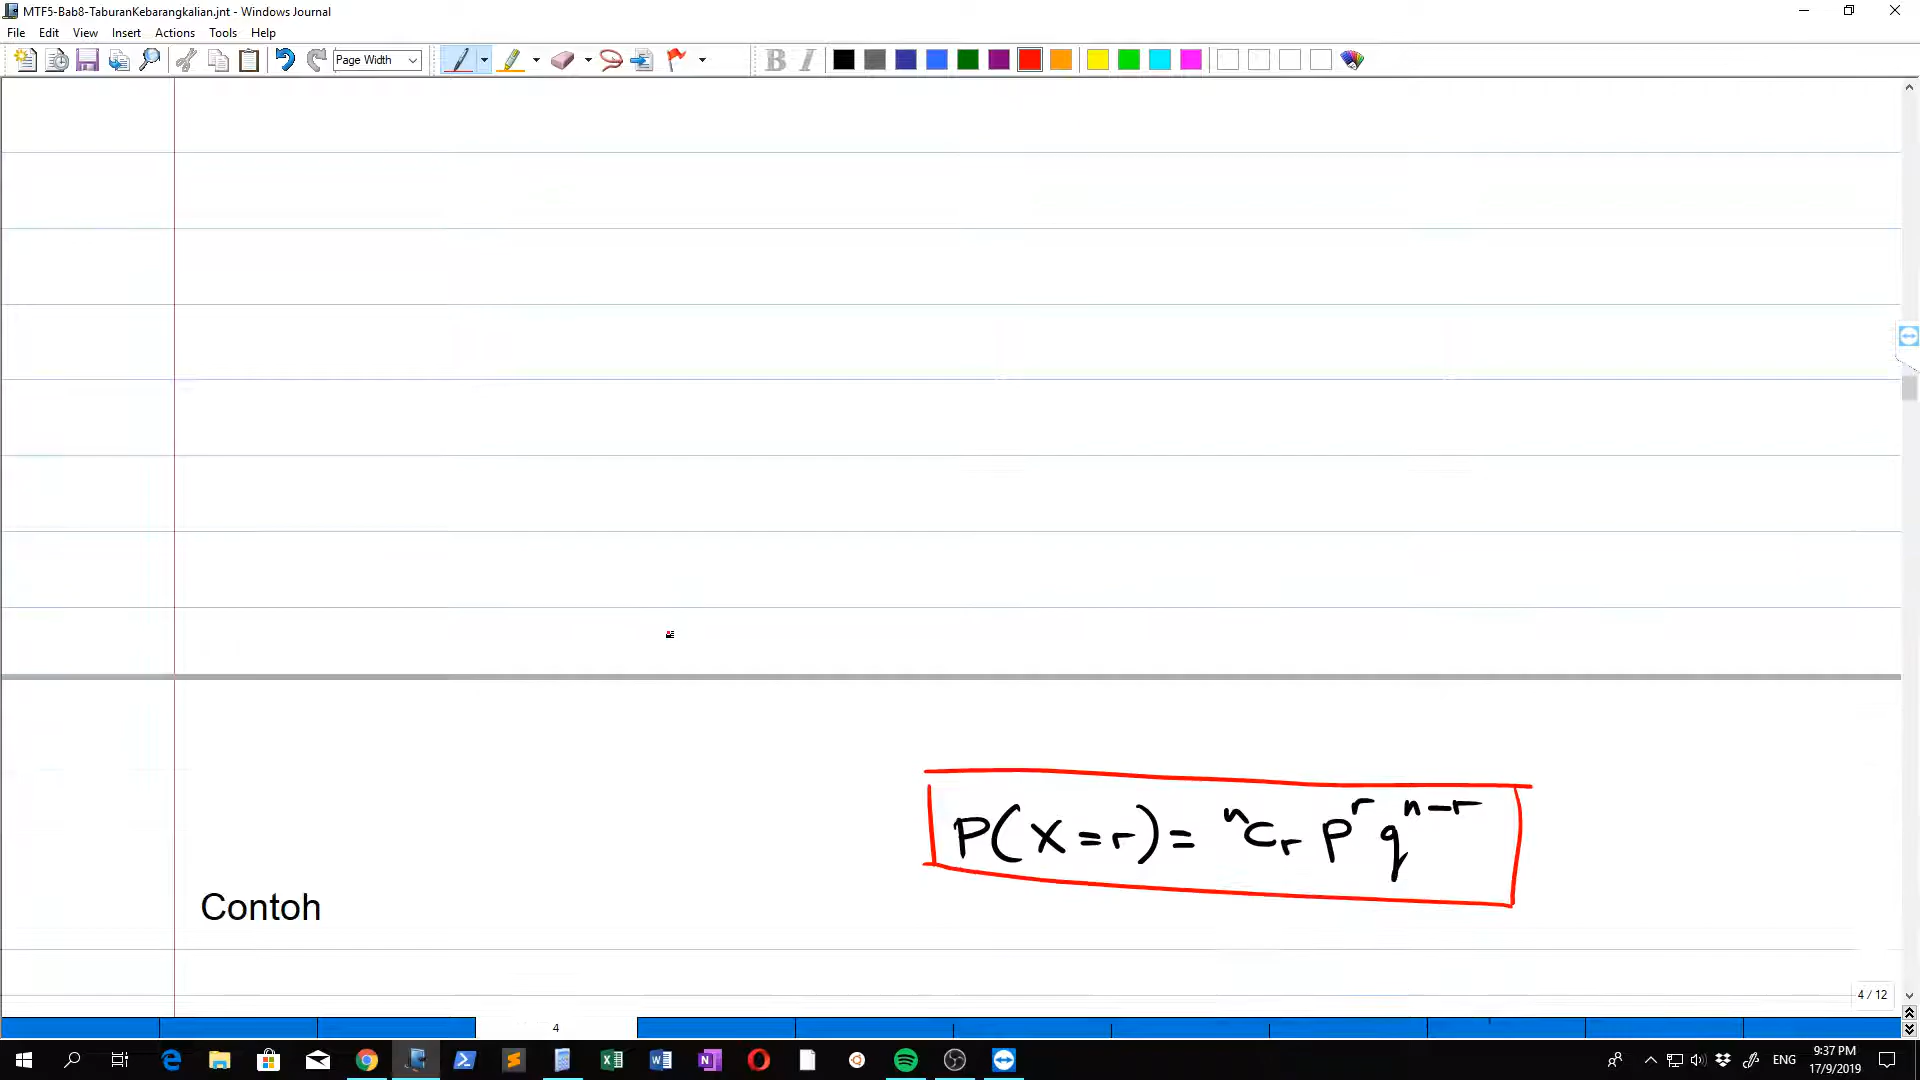 MTF5-Bab8-TaburanKebarangkalian.jnt - Windows Journal
File Edit View Insert Actions Tools Help
Page Width B I
P(X=r) = ⁿCᵣ pʳ qⁿ⁻ʳ
Contoh
4 / 12
4
ENG
9:37 PM
17/9/2019